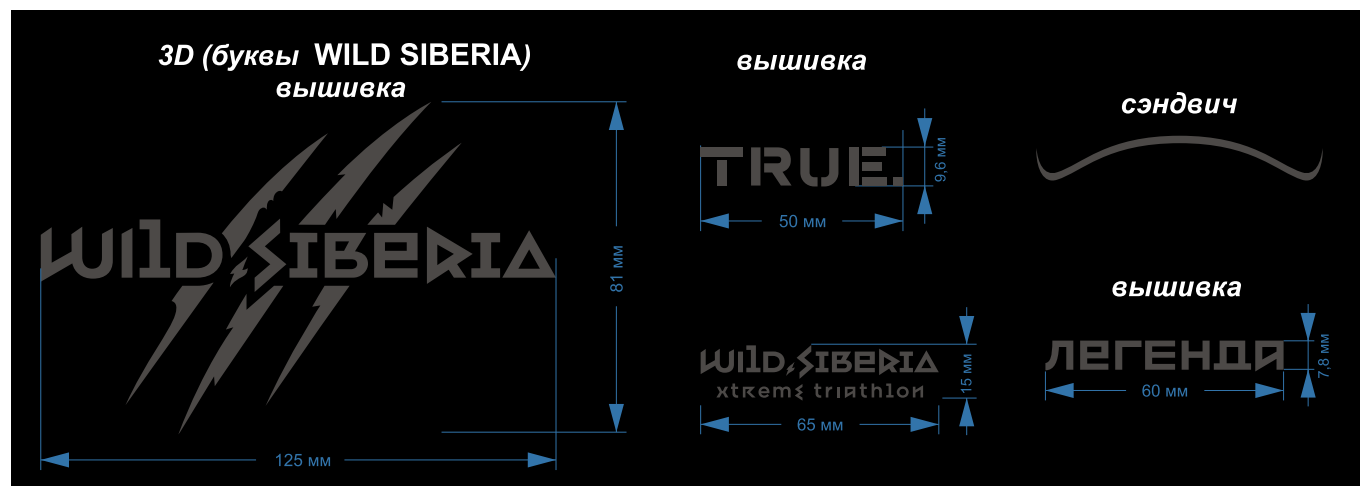 3D (буквы WILD SIBERIA)
вышивка
WILD SIBERIA
81 мм
125 мм
вышивка
TRUE.
9,6 мм
50 мм
WILD SIBERIA
xtreme triathlon
15 мм
65 мм
сэндвич
вышивка
ЛЕГЕНДА
7,8 мм
60 мм